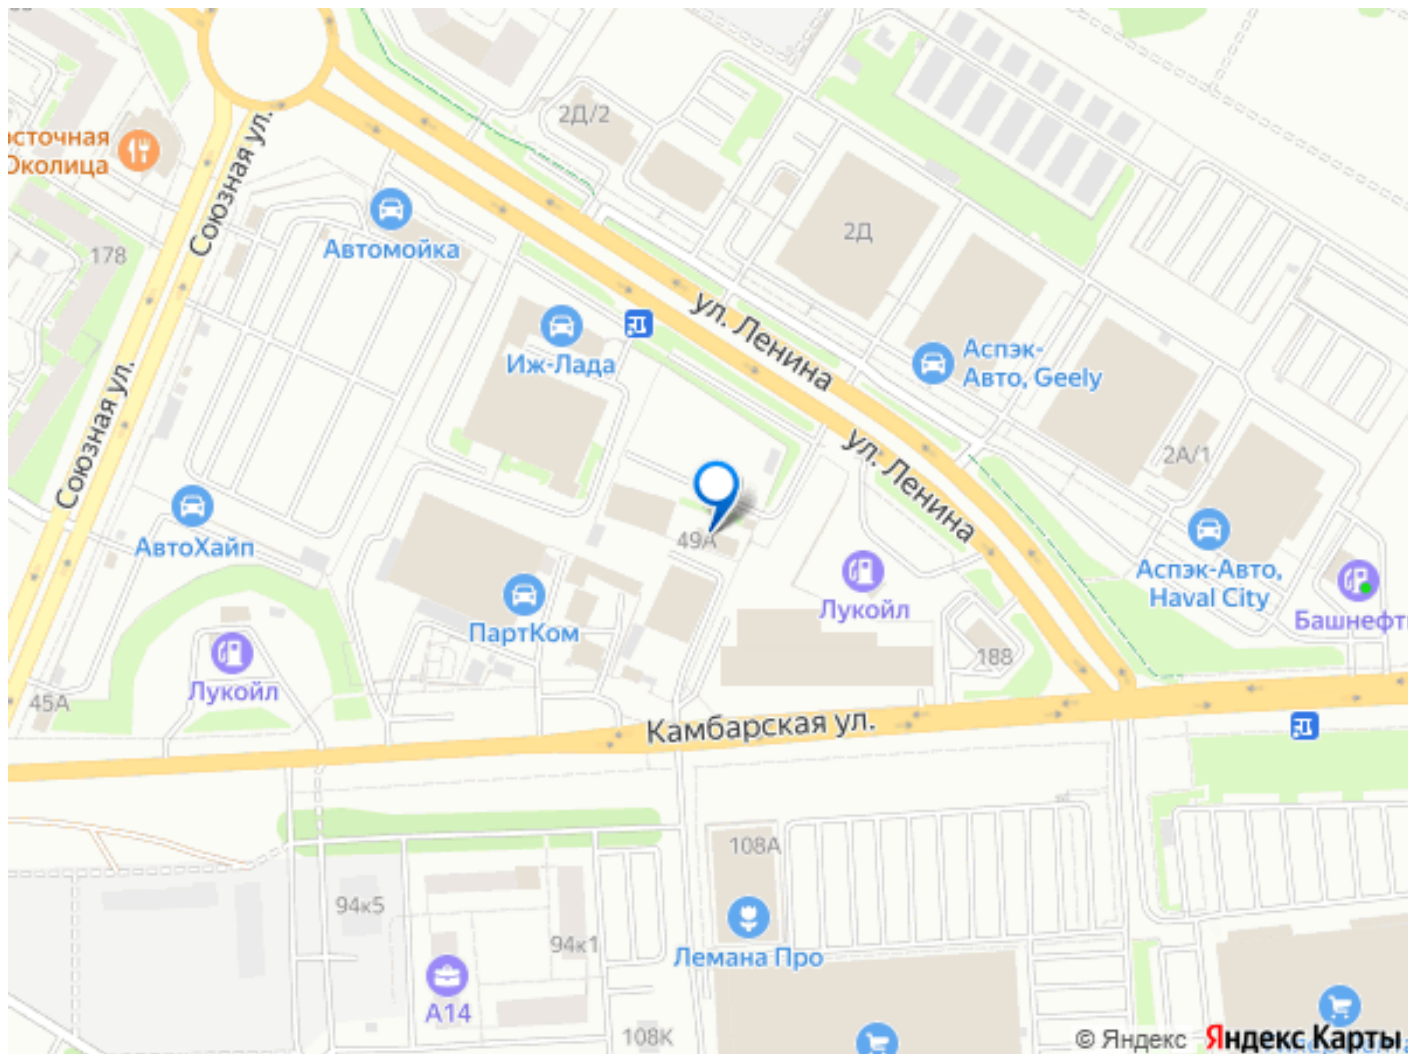 2Д/2
осточная
Околица
Союзная ул.
Автомойка
178
2Д
ул. Ленина
Иж-Лада
Аспэк-
Авто, Geely
Союзная ул.
ул. Ленина
2А/1
АвтоХайп
49А
Аспэк-Авто,
Haval City
Лукойл
Башнефть
ПартКом
188
Лукойл
45А
Камбарская ул.
108А
94к5
94к1
Лемана Про
А14
108К
© Яндекс Яндекс Карты